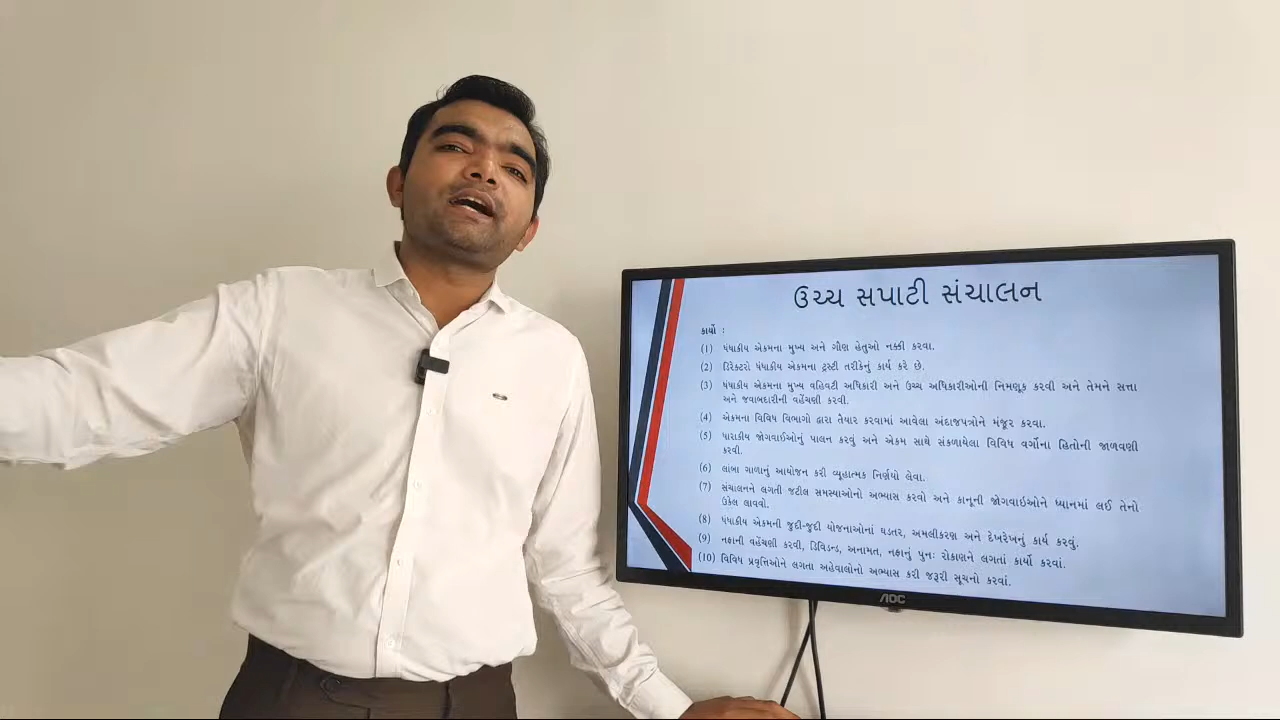 ઉચ્ચ સપાટી સંચાલન
કાર્યો :
(1) ધંધાકીય એકમના મુખ્ય અને ગૌણ હેતુઓ નક્કી કરવા.
(2) ડિરેક્ટરો ધંધાકીય એકમના ટ્રસ્ટી તરીકેનું કાર્ય કરે છે.
(3) ધંધાકીય એકમના મુખ્ય વહિવટી અધિકારી અને ઉચ્ચ અધિકારીઓની નિમણૂક કરવી અને તેમને સત્તા
અને જવાબદારીની વહેંચણી કરવી.
(4) એકમના વિવિધ વિભાગો દ્વારા તૈયાર કરવામાં આવેલા અંદાજપત્રોને મંજૂર કરવા.
(5) ધારાકીય જોગવાઈઓનું પાલન કરવું અને એકમ સાથે સંકળાયેલા વિવિધ વર્ગોના હિતોની જાળવણી
કરવી.
(6) લાંબા ગાળાનું આયોજન કરી વ્યૂહાત્મક નિર્ણયો લેવા.
(7) સંચાલનને લગતી જટીલ સમસ્યાઓનો અભ્યાસ કરવો અને કાનૂની જોગવાઇઓને ધ્યાનમાં લઈ તેનો
ઉકેલ લાવવો.
(8) ધંધાકીય એકમની જુદી-જુદી યોજનાઓનાં ઘડતર, અમલીકરણ અને દેખરેખનું કાર્ય કરવું.
(9) નફાની વહેંચણી કરવી, ડિવિડન્ડ, અનામત, નફાનું પુનઃ રોકાણને લગતાં કાર્યો કરવાં.
(10) વિવિધ પ્રવૃત્તિઓને લગતા અહેવાલોનો અભ્યાસ કરી જરૂરી સૂચનો કરવાં.
AOC